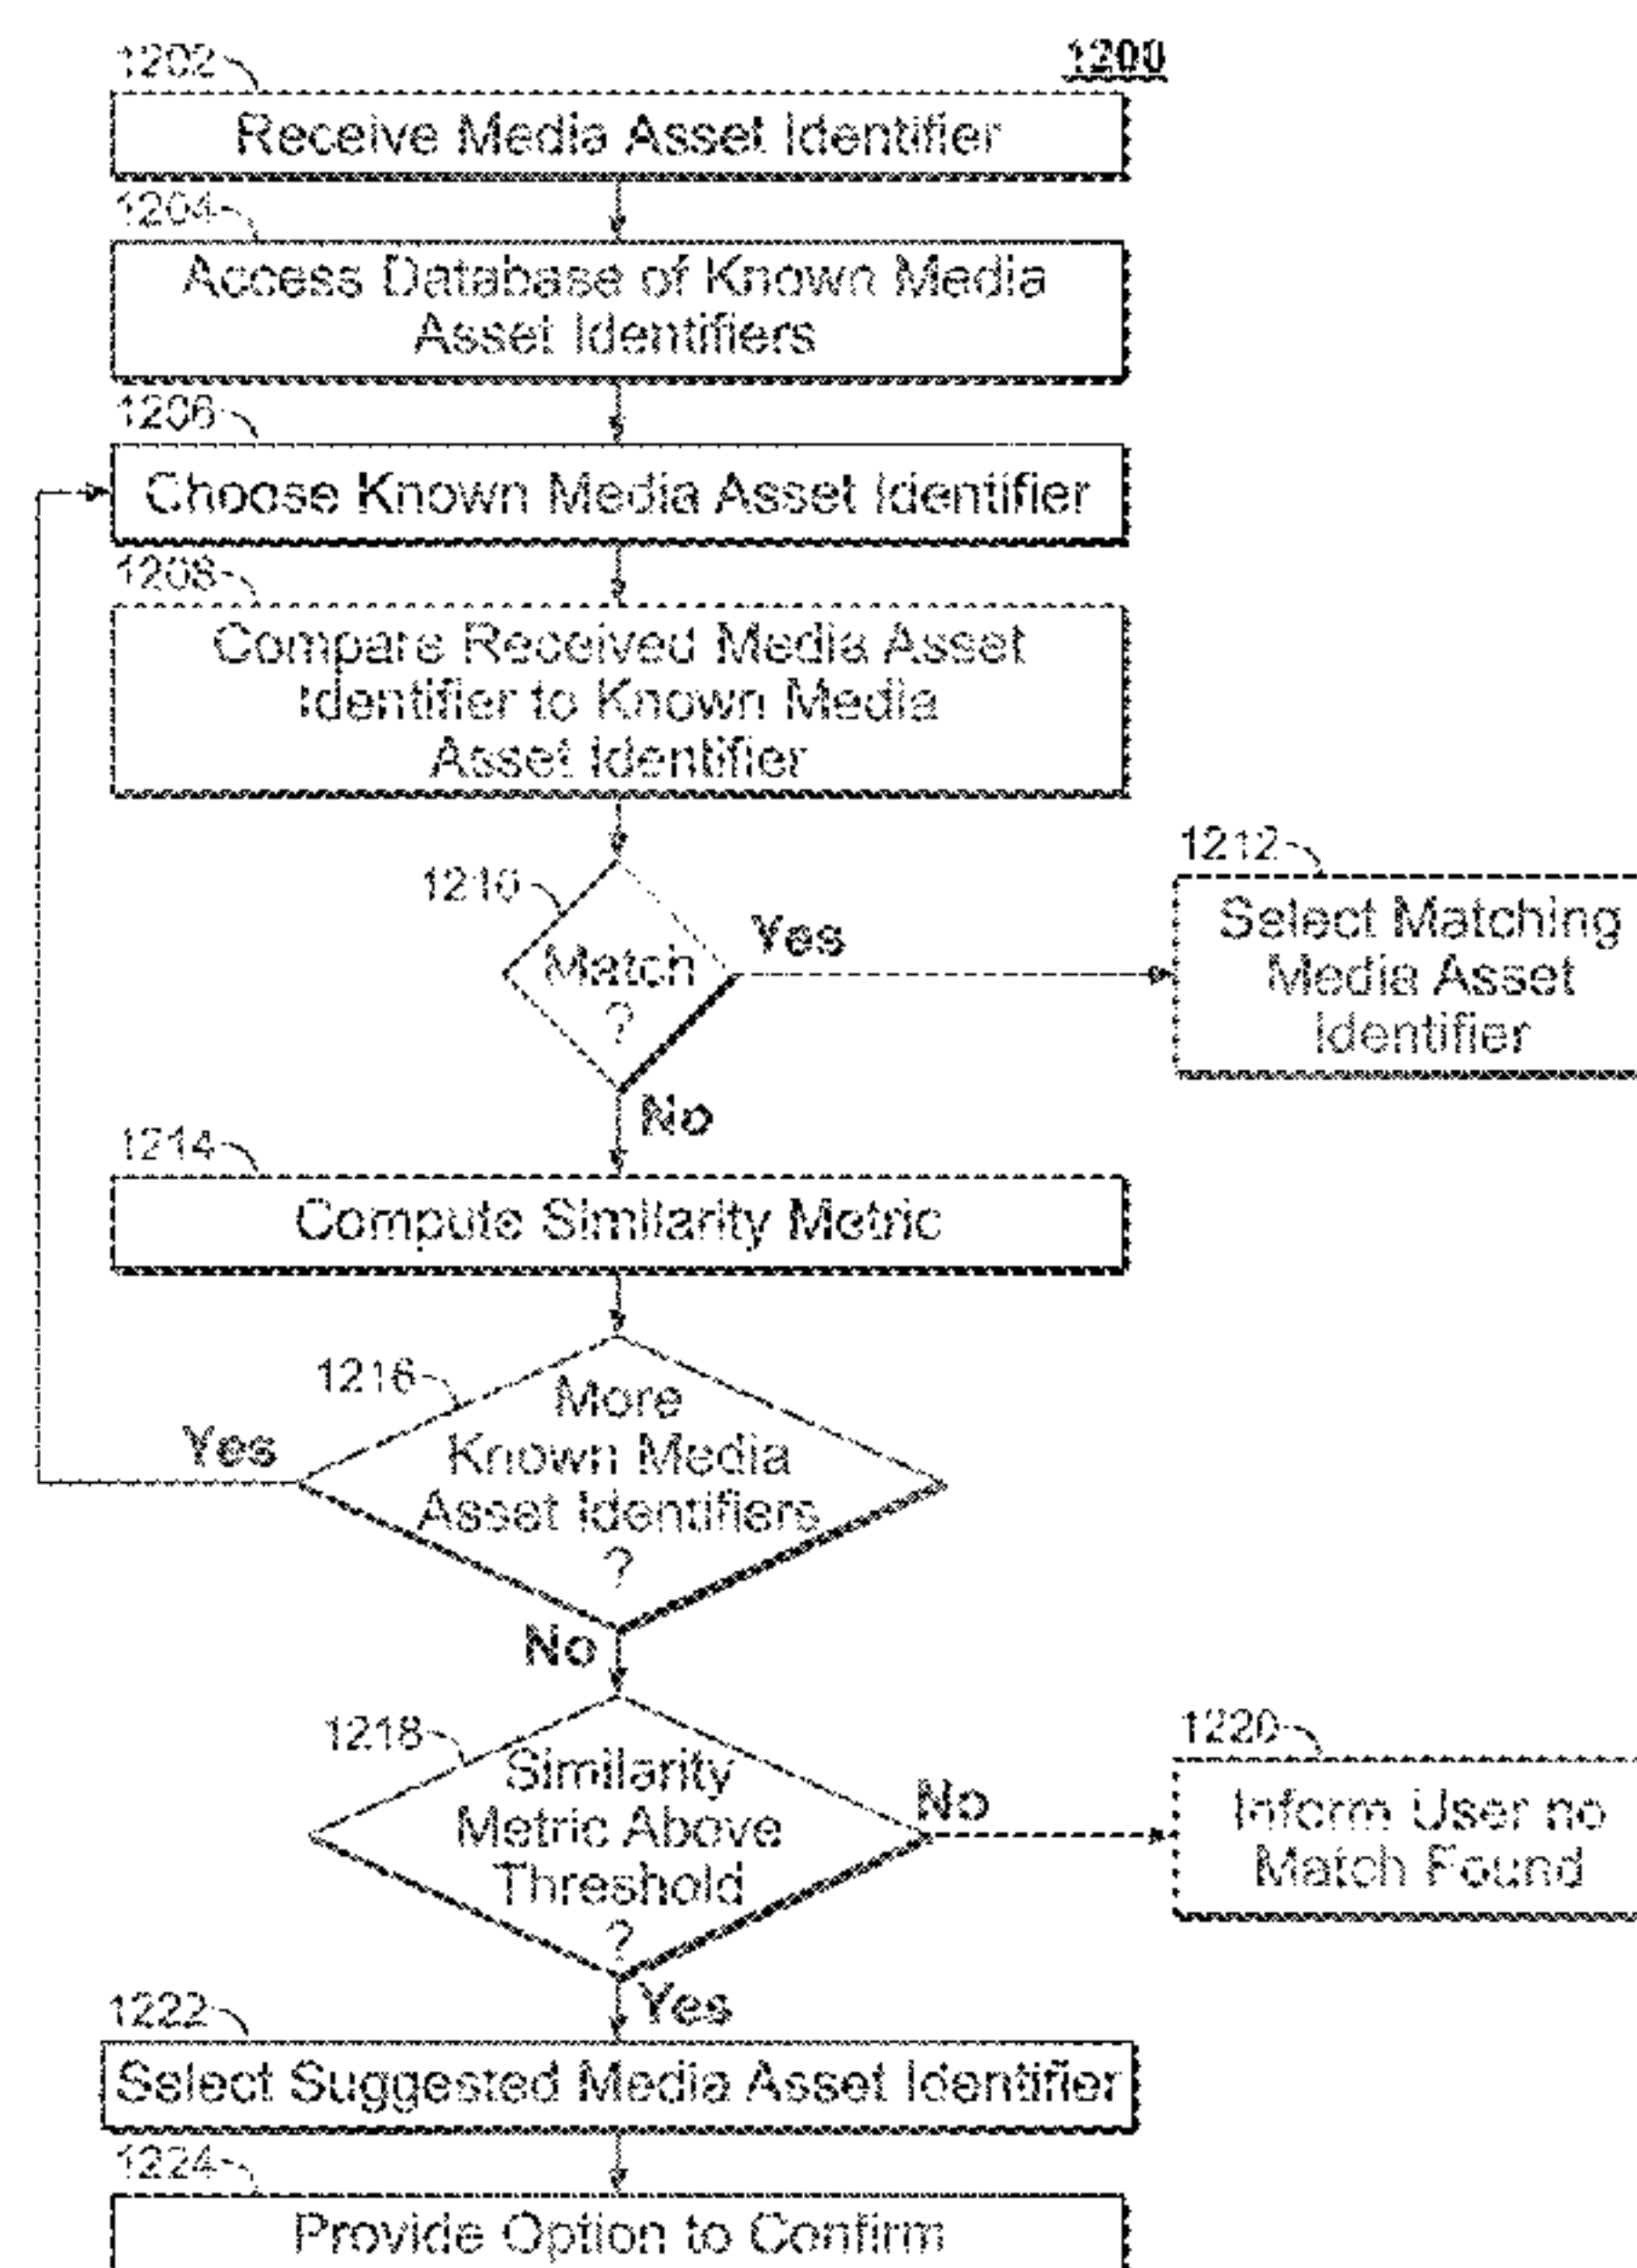 1202
1200
Receive Media Asset Identifier
1204
Access Database of Known Media
Asset Identifiers
1206
Choose Known Media Asset Identifier
1208
Compare Received Media Asset
Identifier to Known Media
Asset Identifier
1210
Match
?
Yes
1212
Select Matching
Media Asset
Identifier
No
1214
Compute Similarity Metric
1216
More
Known Media
Asset Identifiers
?
Yes
No
1218
Similarity
Metric Above
Threshold
?
No
1220
Inform User no
Match Found
Yes
1222
Select Suggested Media Asset Identifier
1224
Provide Option to Confirm